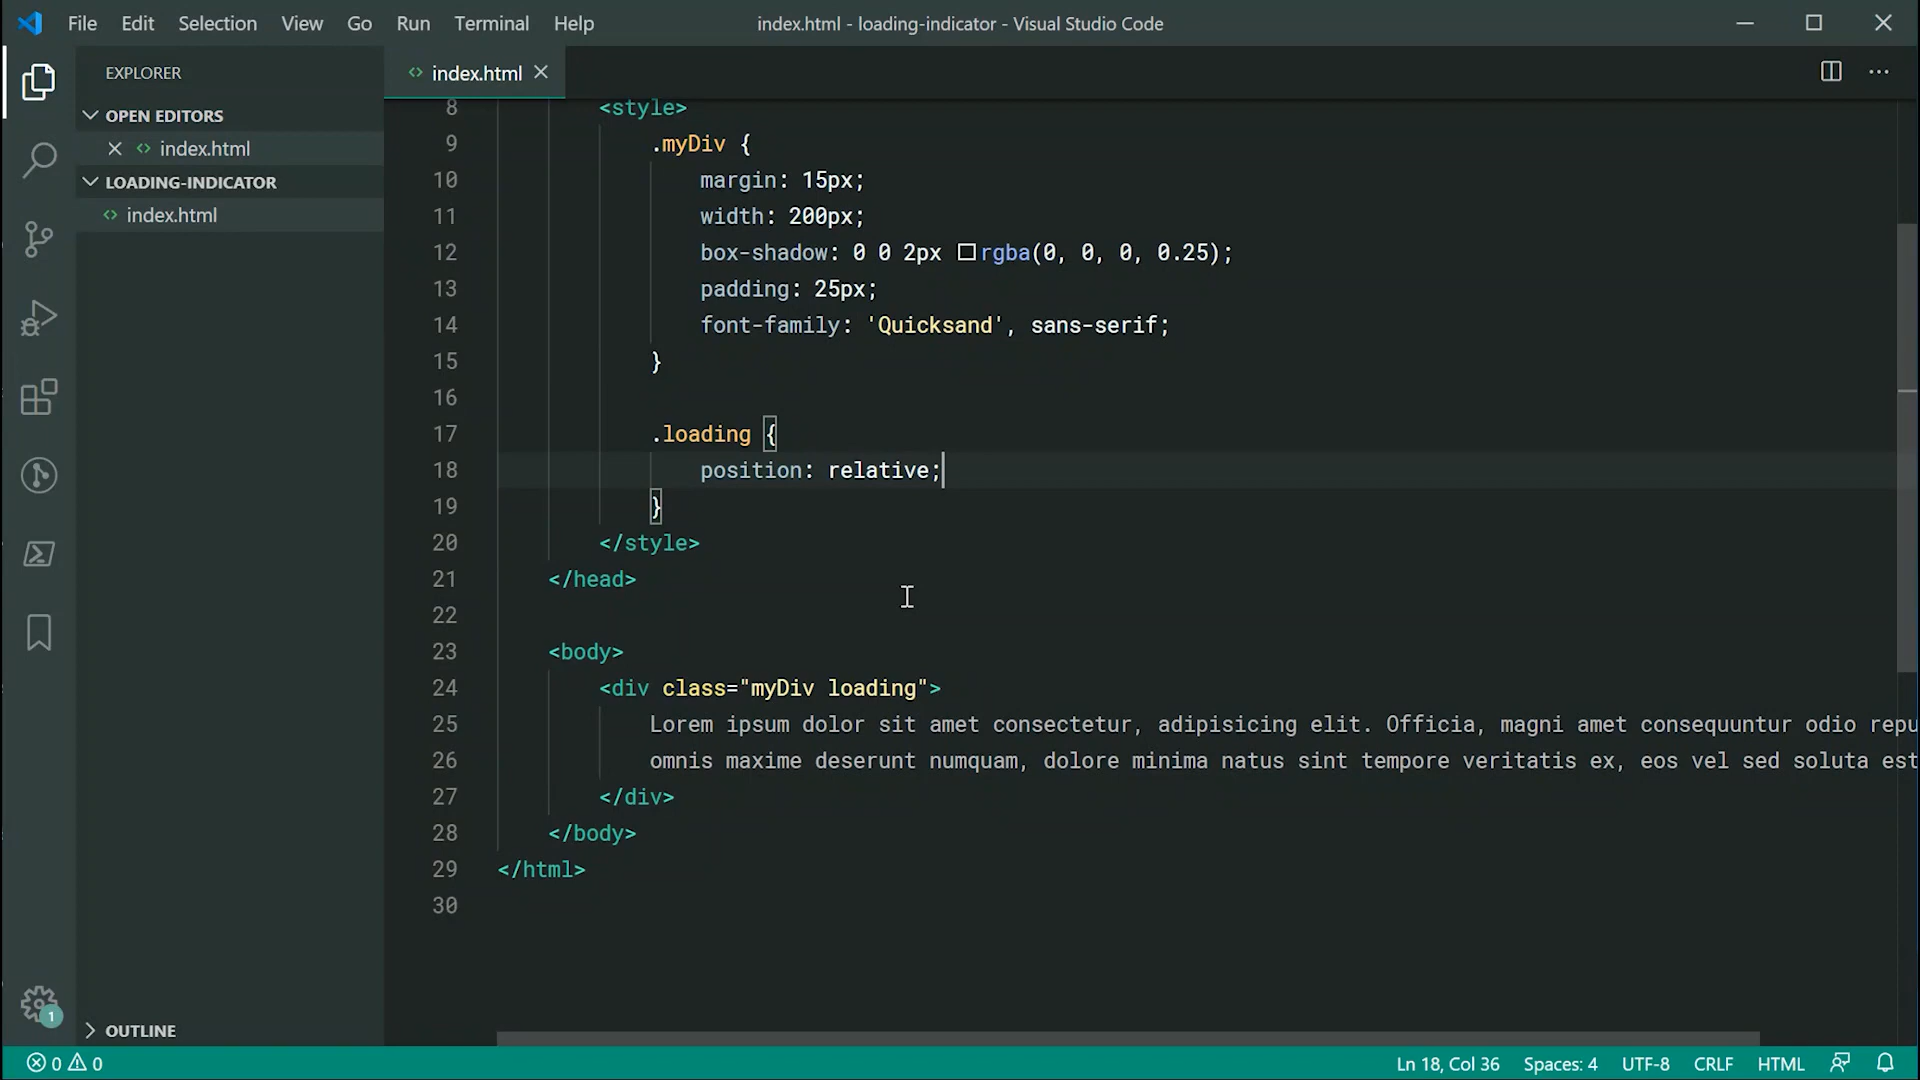 File Edit Selection View Go Run Terminal Help
index.html - loading-indicator - Visual Studio Code
EXPLORER
OPEN EDITORS
index.html
LOADING-INDICATOR
index.html
OUTLINE
index.html
8 <style>
9 .myDiv {
10 margin: 15px;
11 width: 200px;
12 box-shadow: 0 0 2px rgba(0, 0, 0, 0.25);
13 padding: 25px;
14 font-family: 'Quicksand', sans-serif;
15 }
16
17 .loading {
18 position: relative;
19 }
20 </style>
21 </head>
22
23 <body>
24 <div class="myDiv loading">
25 Lorem ipsum dolor sit amet consectetur, adipisicing elit. Officia, magni amet consequuntur odio repu
26 omnis maxime deserunt numquam, dolore minima natus sint tempore veritatis ex, eos vel sed soluta est
27 </div>
28 </body>
29 </html>
30
1
0 0
Ln 18, Col 36 Spaces: 4 UTF-8 CRLF HTML